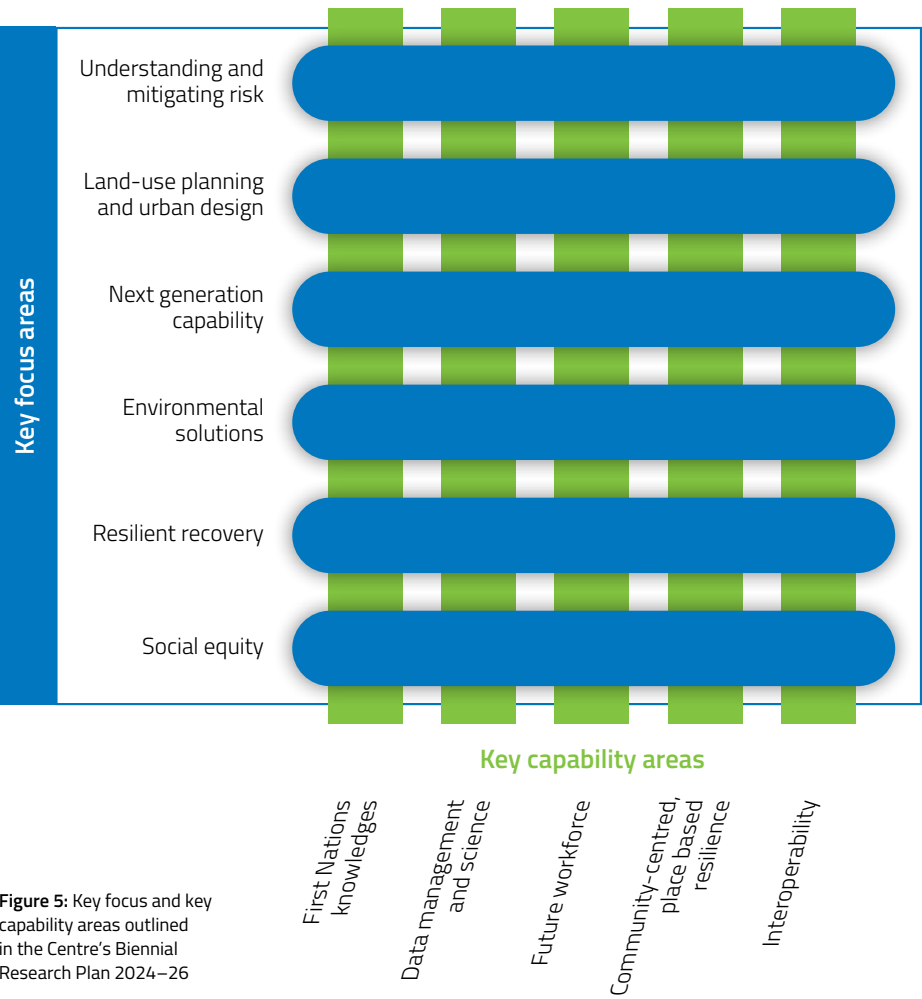 Key focus areas
Understanding and
mitigating risk
Land-use planning
and urban design
Next generation
capability
Environmental
solutions
Resilient recovery
Social equity
Key capability areas
First Nations
knowledges
Data management
and science
Future workforce
Community-centred,
place based
resilience
Interoperability
Figure 5: Key focus and key
capability areas outlined
in the Centre’s Biennial
Research Plan 2024–26